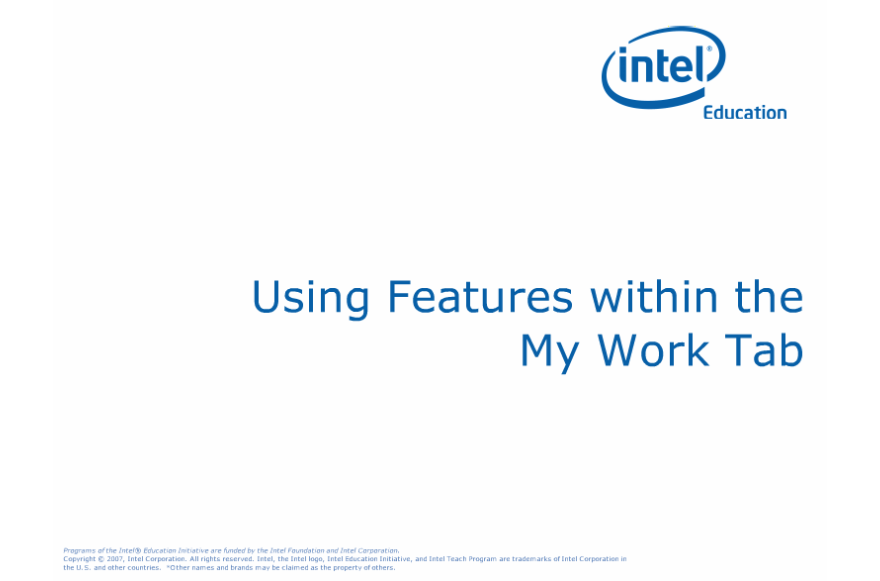 intel®
Education
Using Features within the
My Work Tab
Programs of the Intel® Education Initiative are funded by the Intel Foundation and Intel Corporation.
Copyright © 2007, Intel Corporation. All rights reserved. Intel, the Intel logo, Intel Education Initiative, and Intel Teach Program are trademarks of Intel Corporation in
the U.S. and other countries. *Other names and brands may be claimed as the property of others.